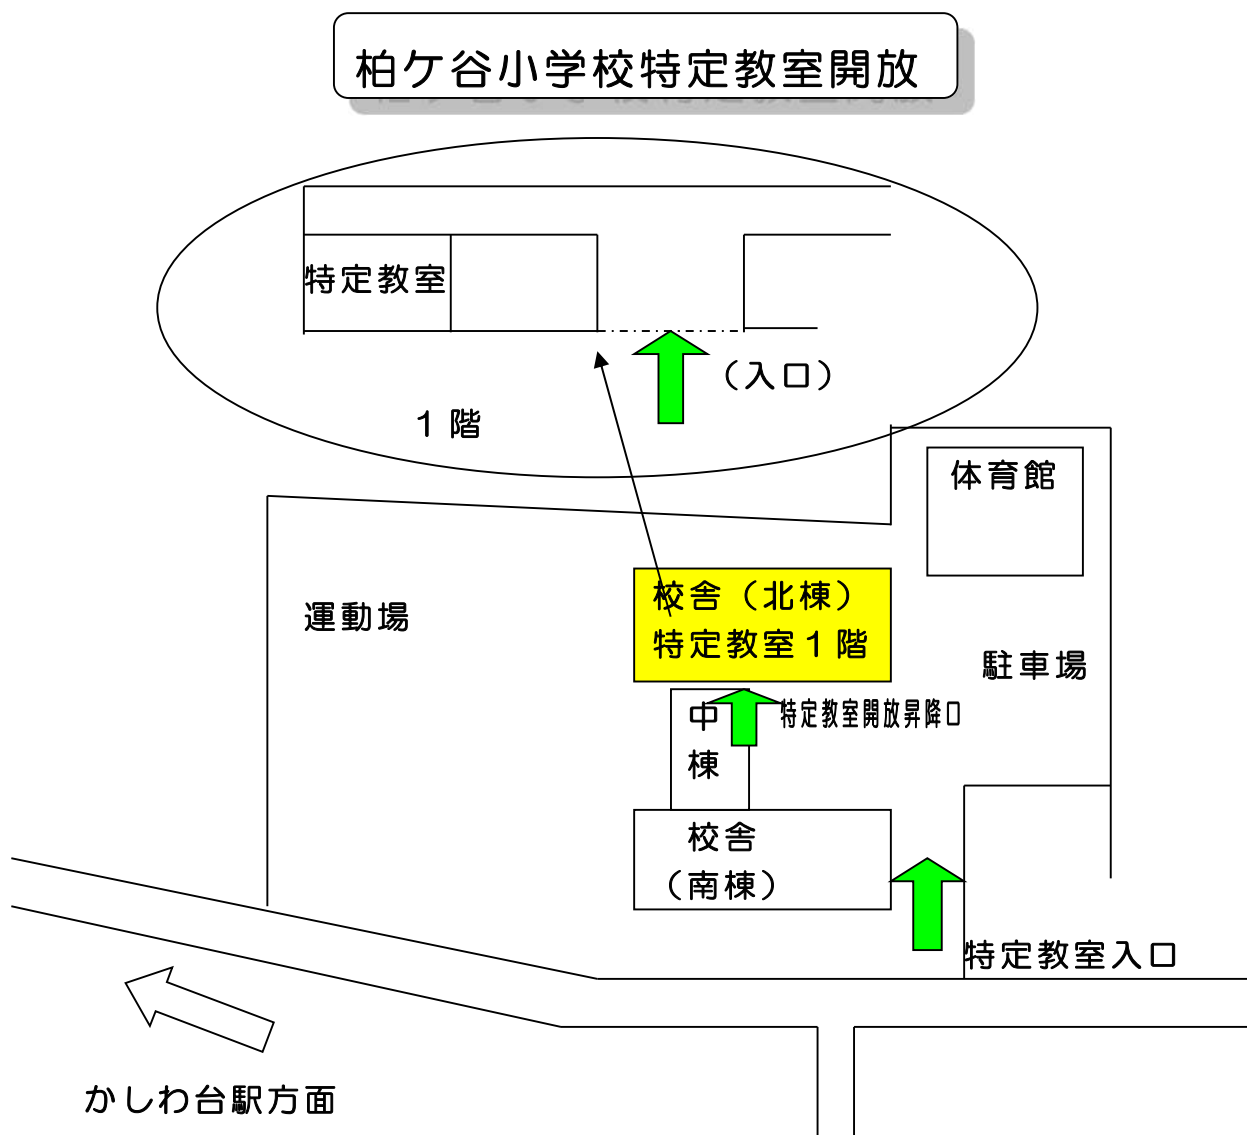 柏ケ谷小学校特定教室開放
特定教室
（入口）
１階
体育館
校舎（北棟）
特定教室１階
運動場
駐車場
特定教室開放昇降口
中
棟
校舎
（南棟）
特定教室入口
かしわ台駅方面